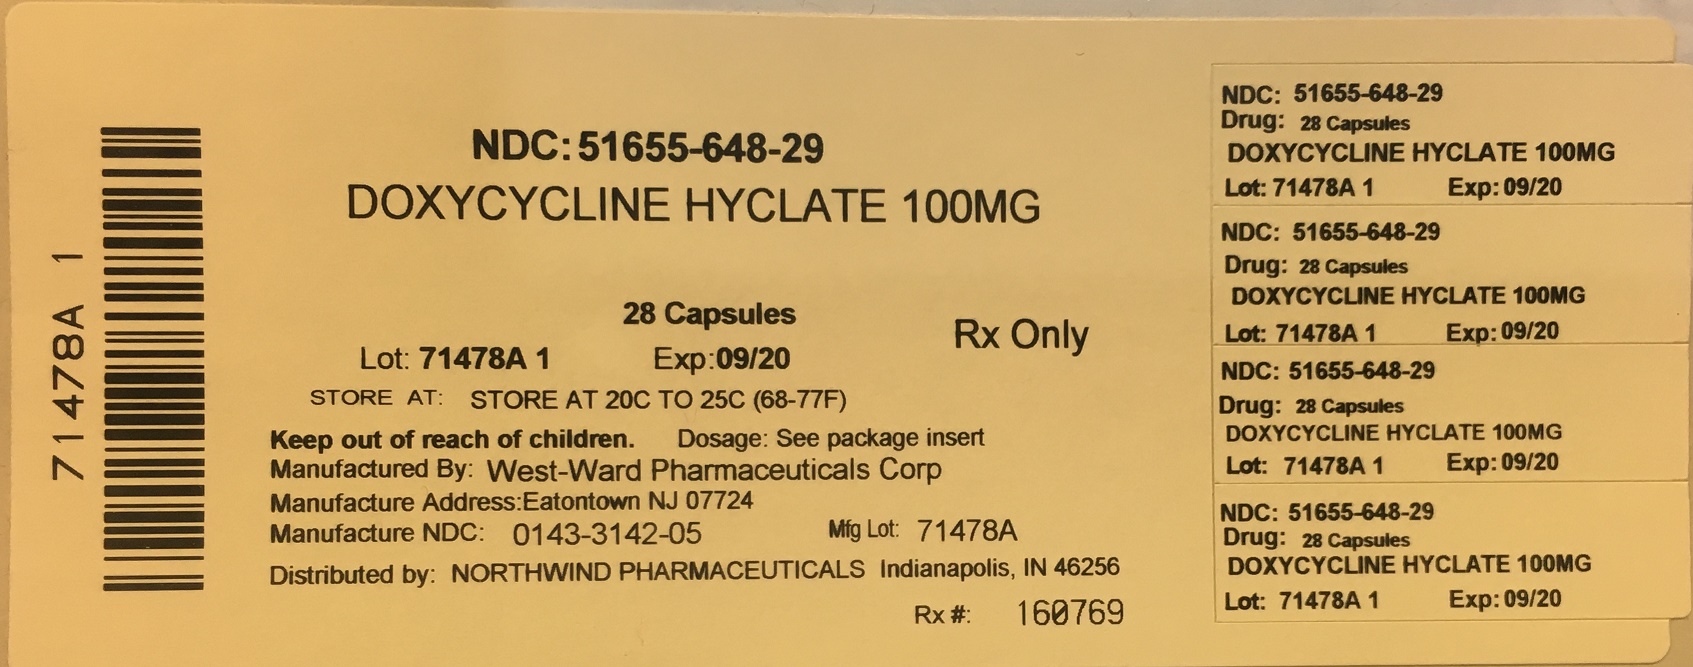 71478A 1
NDC: 51655-648-29
DOXYCYCLINE HYCLATE 100MG
28 Capsules
Rx Only
Lot: 71478A 1 Exp:09/20
STORE AT: STORE AT 20C TO 25C (68-77F)
Keep out of reach of children. Dosage: See package insert
Manufactured By: West-Ward Pharmaceuticals Corp
Manufacture Address:Eatontown NJ 07724
Manufacture NDC: 0143-3142-05 Mfg Lot: 71478A
Distributed by: NORTHWIND PHARMACEUTICALS Indianapolis, IN 46256
Rx #: 160769
NDC: 51655-648-29
Drug: 28 Capsules
DOXYCYCLINE HYCLATE 100MG
Lot: 71478A 1 Exp: 09/20
NDC: 51655-648-29
Drug: 28 Capsules
DOXYCYCLINE HYCLATE 100MG
Lot: 71478A 1 Exp: 09/20
NDC: 51655-648-29
Drug: 28 Capsules
DOXYCYCLINE HYCLATE 100MG
Lot: 71478A 1 Exp: 09/20
NDC: 51655-648-29
Drug: 28 Capsules
DOXYCYCLINE HYCLATE 100MG
Lot: 71478A 1 Exp: 09/20